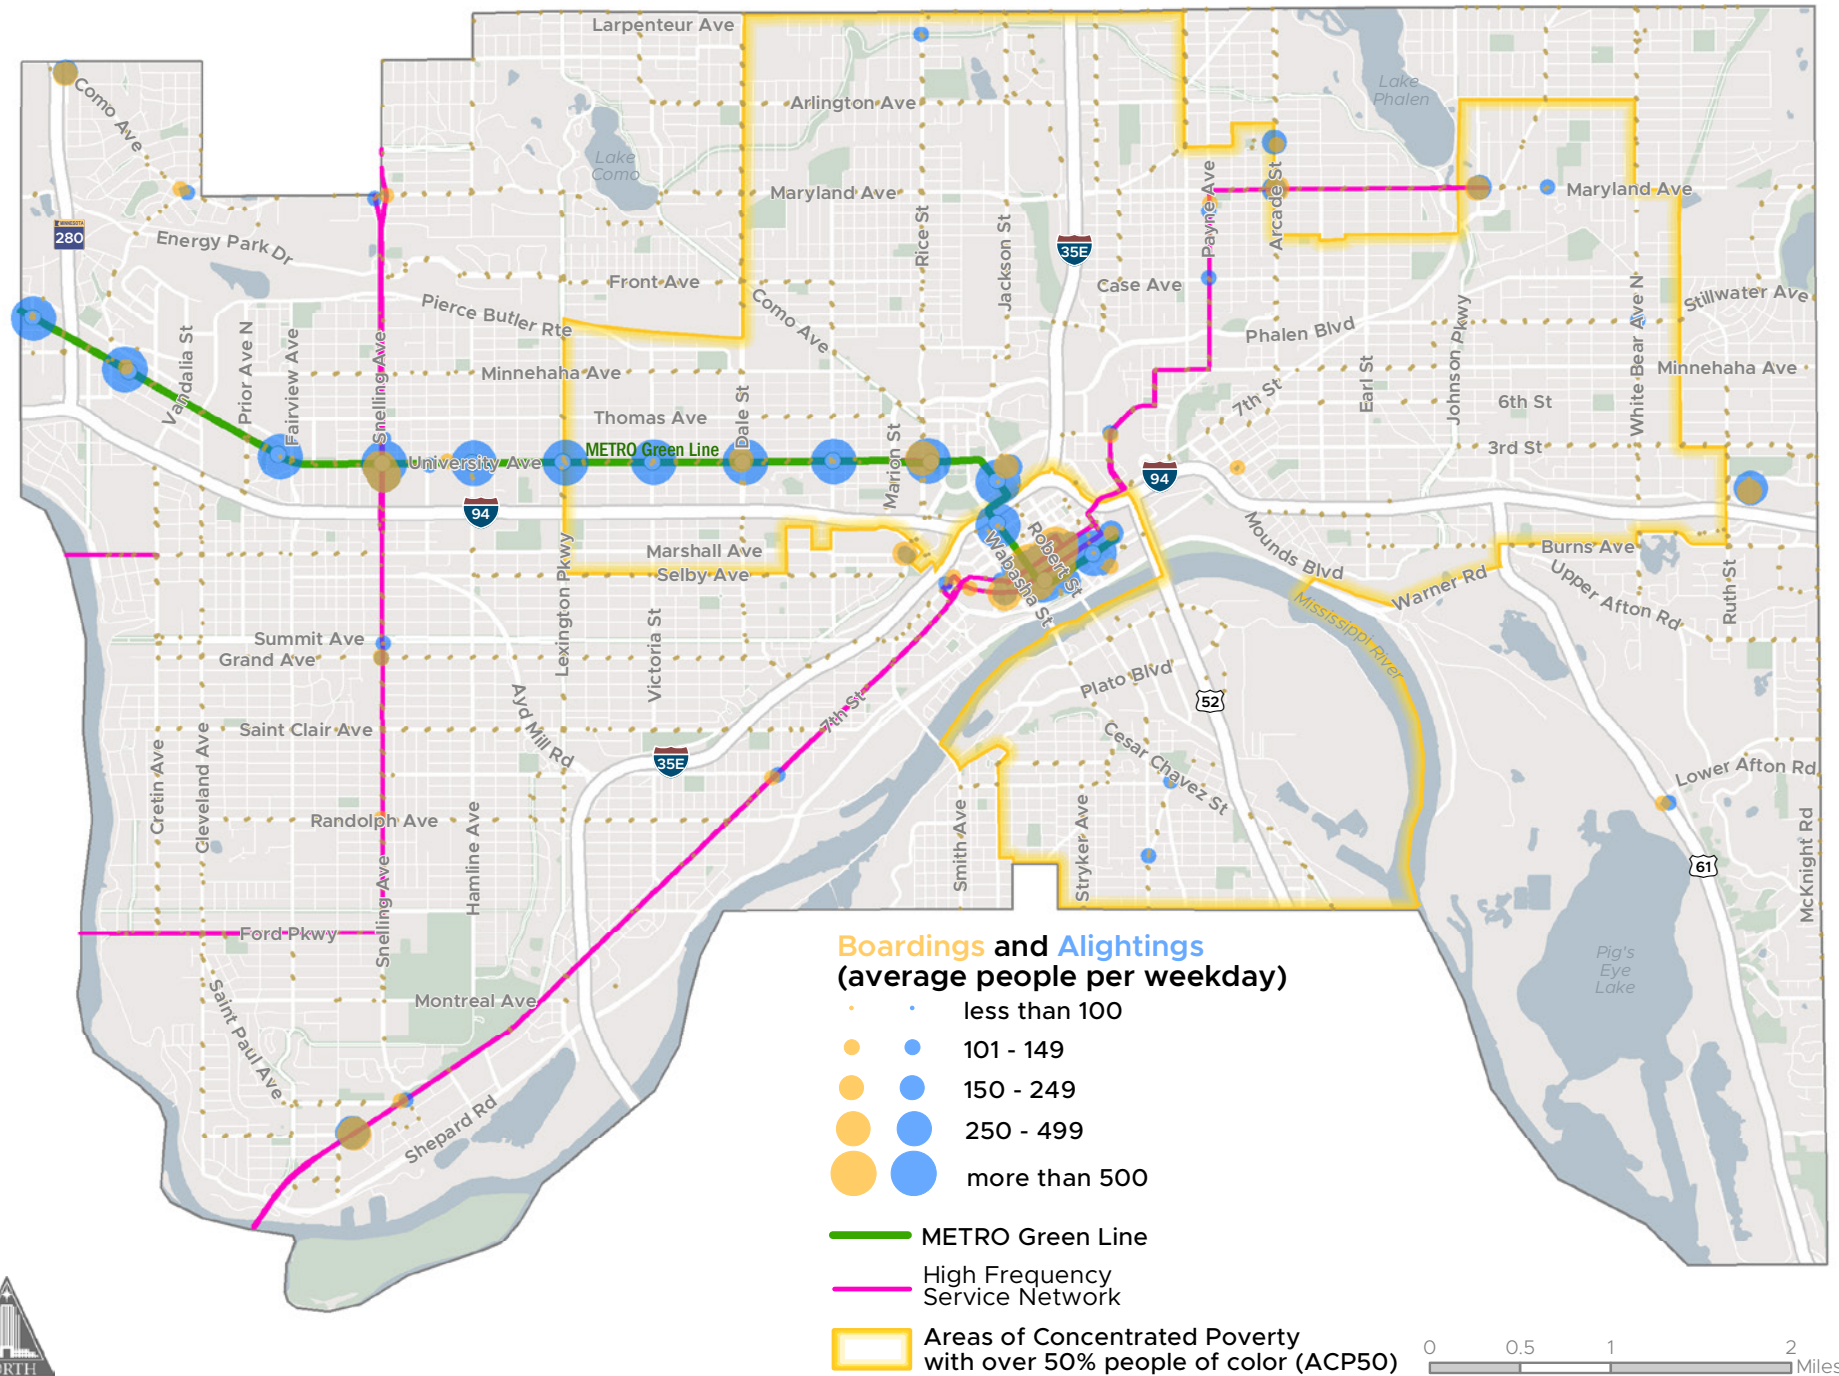 Larpenteur Ave
Como Ave
Arlington Ave
Lake
Phalen
Lake
Como
Maryland Ave
Maryland Ave
Payne Ave
Arcade St
MINNESOTA
280
Energy Park Dr
Rice St
Jackson St
35E
Front Ave
Case Ave
Como Ave
Pierce Butler Rte
Stillwater Ave
Phalen Blvd
Vandalia St
Prior Ave N
Fairview Ave
Snelling Ave
Minnehaha Ave
Earl St
Johnson Pkwy
White Bear Ave N
Minnehaha Ave
Thomas Ave
Dale St
7th St
6th St
METRO Green Line
University Ave
Marion St
3rd St
94
94
Marshall Ave
Selby Ave
Lexington Pkwy
Robert St
Wabasha St
Mounds Blvd
Burns Ave
Warner Rd
Upper Afton Rd
Ruth St
Mississippi River
Summit Ave
Grand Ave
Victoria St
Plato Blvd
52
Ayd Mill Rd
7th St
Saint Clair Ave
35E
Cesar Chavez St
Lower Afton Rd
Cretin Ave
Cleveland Ave
Randolph Ave
Hamline Ave
Smith Ave
Stryker Ave
McKnight Rd
61
Snelling Ave
Ford Pkwy
Pig's
Eye
Lake
Saint Paul Ave
Montreal Ave
Shepard Rd
Boardings and Alightings
(average people per weekday)
less than 100
101 - 149
150 - 249
250 - 499
more than 500
METRO Green Line
High Frequency
Service Network
Areas of Concentrated Poverty
with over 50% people of color (ACP50)
0 0.5 1 2
Miles